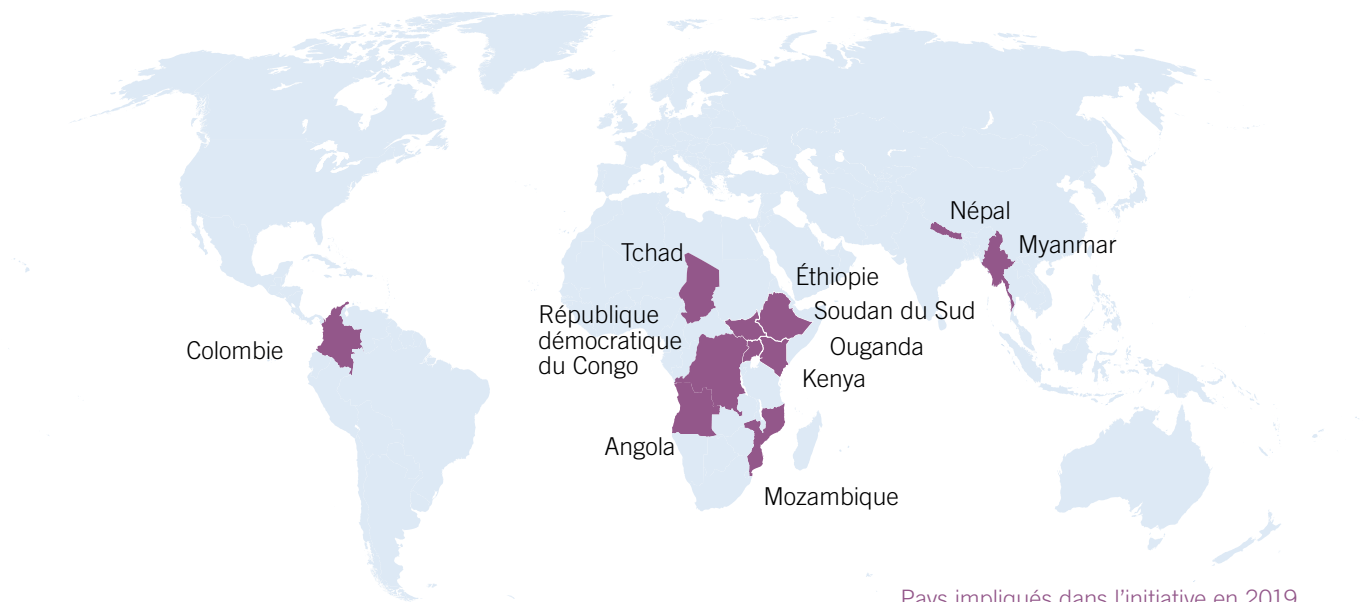 Népal
Myanmar
Tchad
Éthiopie
Soudan du Sud
République
démocratique
du Congo
Ouganda
Colombie
Kenya
Angola
Mozambique
Pays impliqués dans l'initiative en 2019